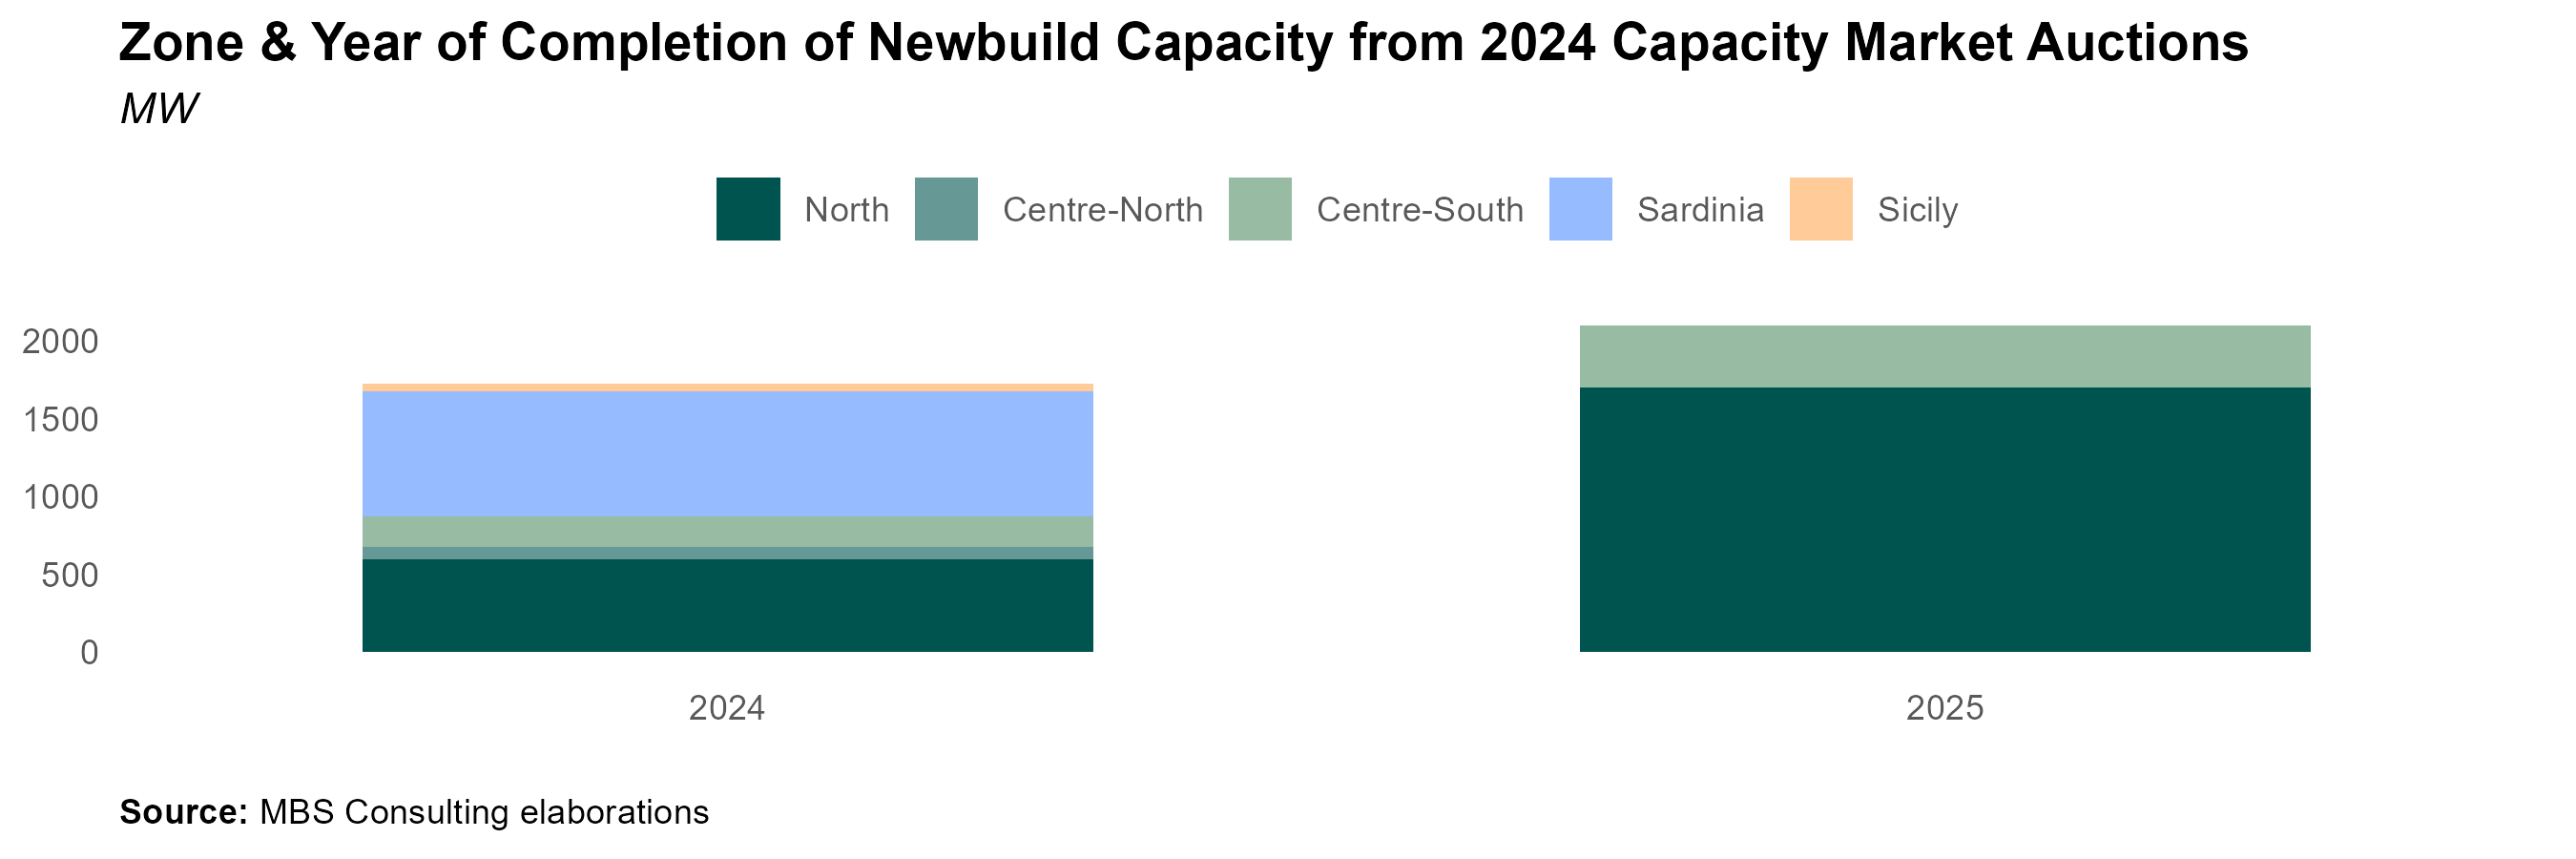 Zone & Year of Completion of Newbuild Capacity from 2024 Capacity Market Auctions
MW
North Centre-North Centre-South Sardinia Sicily
2000
1500
1000
500
0
2024 2025
Source: MBS Consulting elaborations